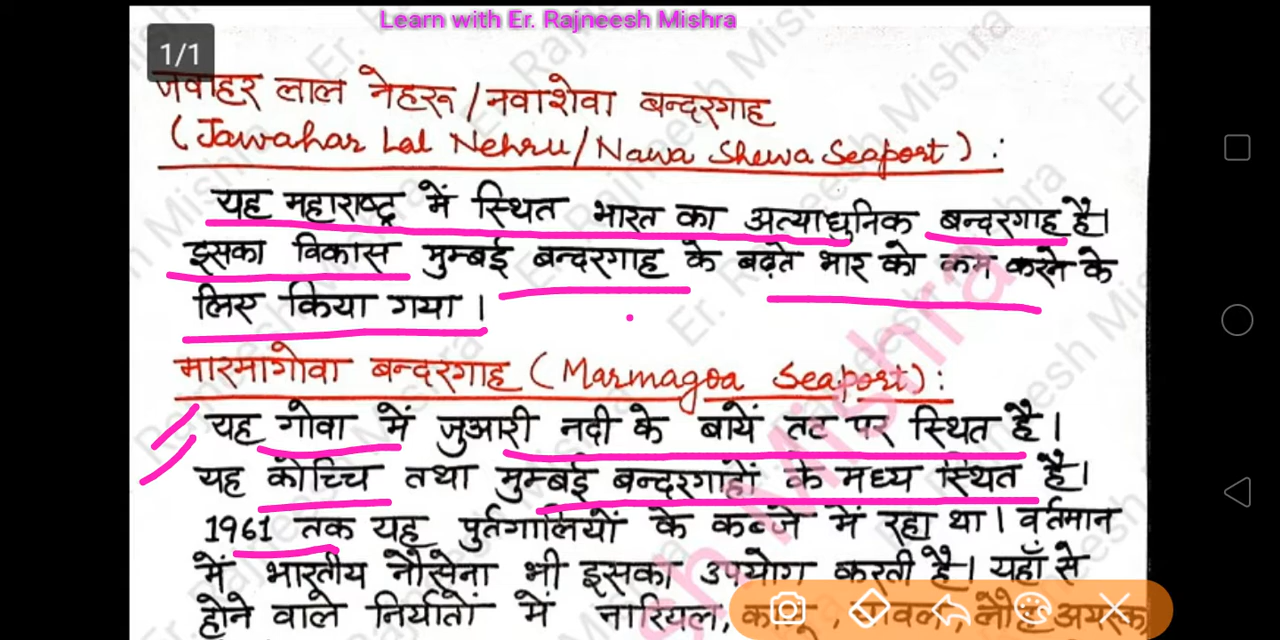 Learn with Er. Rajneesh Mishra
1/1
जवाहर लाल नेहरू/नवाशेवा बन्दरगाह
(Jawahar Lal Nehru/Nawa Shewa Seaport):
यह महाराष्ट्र में स्थित भारत का अत्याधुनिक बन्दरगाह है।
इसका विकास मुम्बई बन्दरगाह के बढ़ते भार को कम करने के
लिए किया गया।
मारमागोवा बन्दरगाह (Marmagoa Seaport):
यह गोवा में जुआरी नदी के बायें तट पर स्थित है।
यह कोच्चि तथा मुम्बई बन्दरगाहों के मध्य स्थित है।
1961 तक यह पुर्तगालियों के कब्जे में रहा था। वर्तमान
में भारतीय नौसेना भी इसका उपयोग करती है। यहाँ से
होने वाले निर्यातों में नारियल, लौह अयस्क